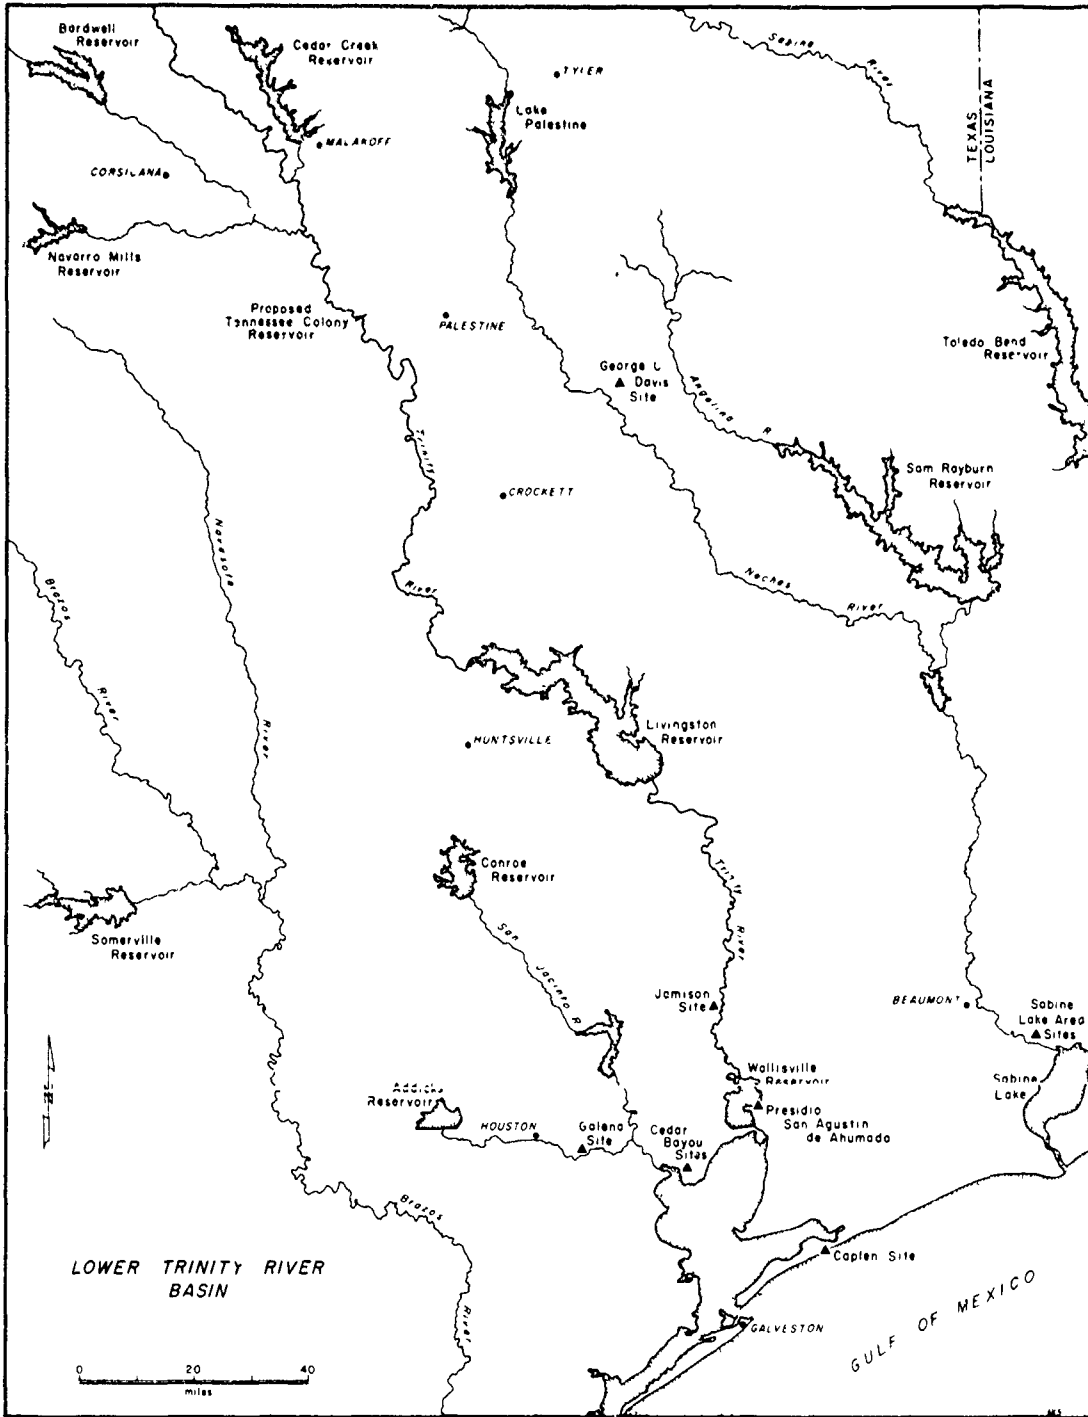 Bardwell
Reservoir
Cedar Creek
Reservoir
TYLER
Sabine
River
TEXAS
LOUISIANA
Lake
Palestine
MALAKOFF
CORSICANA
Navarro Mills
Reservoir
Proposed
Tennessee Colony
Reservoir
PALESTINE
Toledo Bend
Reservoir
George C
Davis
Site
Angelina R
Trinity
CROCKETT
Sam Rayburn
Reservoir
Navasota
Brazos
River
Neches
River
River
River
Livingston
Reservoir
HUNTSVILLE
Conroe
Reservoir
Trinity
River
San
Jacinto R
Somerville
Reservoir
Jamison
Site
BEAUMONT
Sabine
Lake Area
Sites
Wallisville
Reservoir
Sabine
Lake
Addicks
Reservoir
Presidio
San Agustin
de Ahumada
HOUSTON
Galena
Site
Cedar
Bayou
Sites
Brazos
River
Caplen Site
LOWER TRINITY RIVER
BASIN
GALVESTON
GULF OF MEXICO
0 20 40
miles